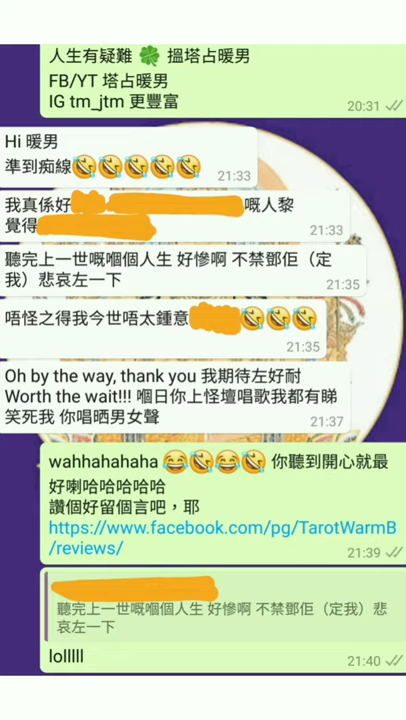 人生有疑難 🍀 搵塔占暖男
FB/YT 塔占暖男
IG tm_jtm 更豐富
20:31
Hi 暖男
準到痴線🤣🤣🤣🤣🤣
21:33
我真係好
嘅人黎
覺得
21:33
聽完上一世嘅嗰個人生 好慘啊 不禁鄧佢（定
我）悲哀左一下
21:35
唔怪之得我今世唔太鍾意
🤣🤣🤣
21:35
Oh by the way, thank you 我期待左好耐
Worth the wait!!! 嗰日你上怪壇唱歌我都有睇
笑死我 你唱晒男女聲
21:37
wahhahahaha 😂🤣😂🤣 你聽到開心就最
好喇哈哈哈哈哈
讚個好留個言吧，耶
https://www.facebook.com/pg/TarotWarmB
/reviews/
21:39
聽完上一世嘅嗰個人生 好慘啊 不禁鄧佢（定我）悲
哀左一下
lolllll
21:40